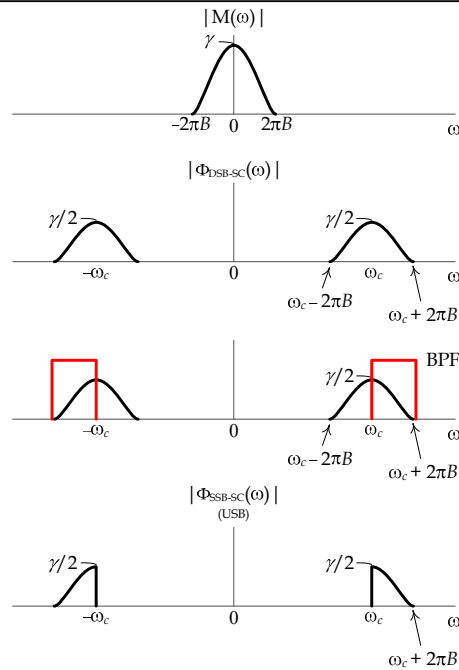 |M(ω)|
γ
−2πB 0 2πB ω
|Φ_DSB-SC(ω)|
γ/2 γ/2
−ω_c 0 ω_c ω
ω_c − 2πB ω_c + 2πB
BPF
γ/2
−ω_c 0 ω_c ω
ω_c − 2πB ω_c + 2πB
|Φ_SSB-SC(ω)|
(USB)
γ/2 γ/2
−ω_c 0 ω_c ω
ω_c + 2πB